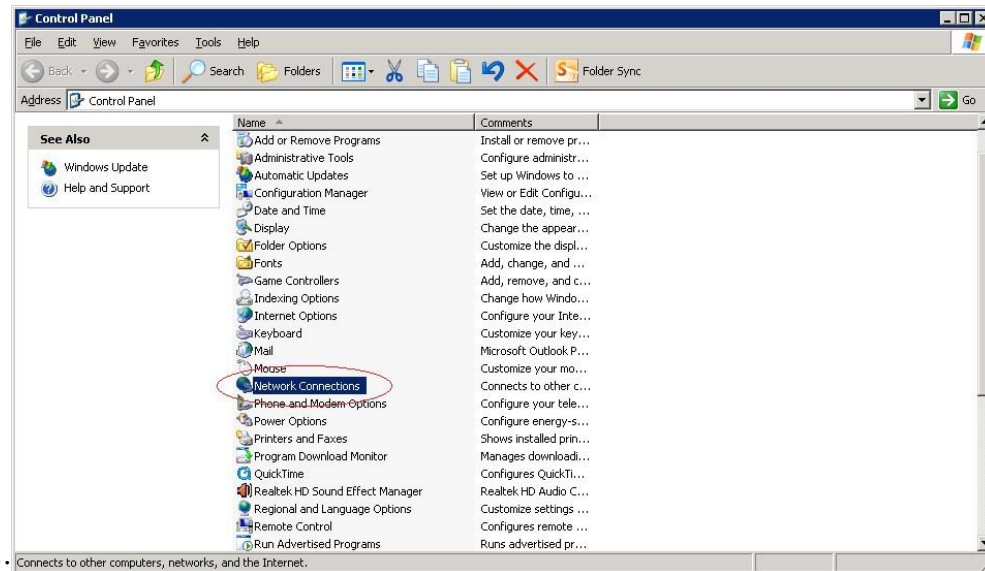 Control Panel
File Edit View Favorites Tools Help
Back Search Folders Folder Sync
Address Control Panel Go
See Also
Windows Update
Help and Support
Name Comments
Add or Remove Programs Install or remove pr...
Administrative Tools Configure administr...
Automatic Updates Set up Windows to ...
Configuration Manager View or Edit Configu...
Date and Time Set the date, time, ...
Display Change the appear...
Folder Options Customize the displ...
Fonts Add, change, and ...
Game Controllers Add, remove, and c...
Indexing Options Change how Windo...
Internet Options Configure your Inte...
Keyboard Customize your key...
Mail Microsoft Outlook P...
Mouse Customize your mo...
Network Connections Connects to other c...
Phone and Modem Options Configure your tele...
Power Options Configure energy-s...
Printers and Faxes Shows installed prin...
Program Download Monitor Manages downloadi...
QuickTime Configures QuickTi...
Realtek HD Sound Effect Manager Realtek HD Audio C...
Regional and Language Options Customize settings ...
Remote Control Configures remote ...
Run Advertised Programs Runs advertised pr...
Connects to other computers, networks, and the Internet.